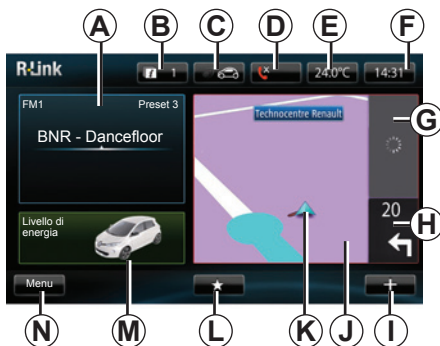 A B C D E F
R-Link i 1 24.0°C 14:31
FM1 Preset 3
BNR - Dancefloor
Technocentre Renault
G
20
H
Livello di
energia
Menu
N M L K J I